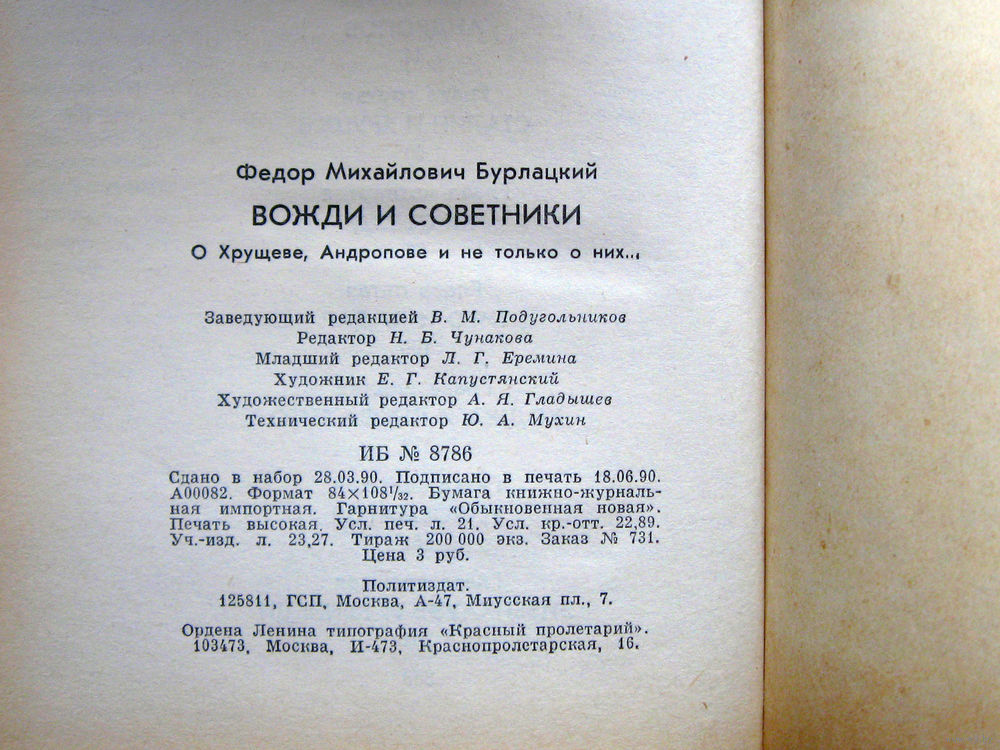 Федор Михайлович Бурлацкий
ВОЖДИ И СОВЕТНИКИ
О Хрущеве, Андропове и не только о них...
Заведующий редакцией В. М. Подугольников
Редактор Н. Б. Чунакова
Младший редактор Л. Г. Еремина
Художник Е. Г. Капустянский
Художественный редактор А. Я. Гладышев
Технический редактор Ю. А. Мухин
ИБ № 8786
Сдано в набор 28.03.90. Подписано в печать 18.06.90.
А00082. Формат 84×108¹/₃₂. Бумага книжно-журналь-
ная импортная. Гарнитура «Обыкновенная новая».
Печать высокая. Усл. печ. л. 21. Усл. кр.-отт. 22,89.
Уч.-изд. л. 23,27. Тираж 200 000 экз. Заказ № 731.
Цена 3 руб.
Политиздат.
125811, ГСП, Москва, А-47, Миусская пл., 7.
Ордена Ленина типография «Красный пролетарий».
103473, Москва, И-473, Краснопролетарская, 16.